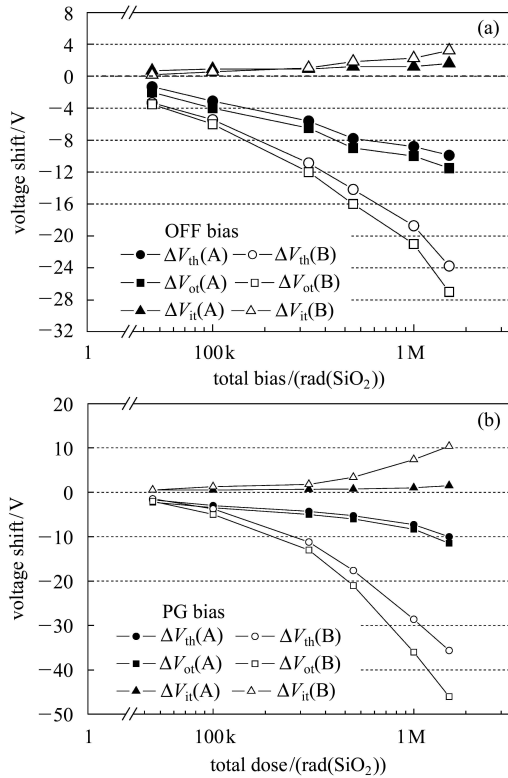 (a)
voltage shift/V
8
4
0
−4
−8
−12
−16
−20
−24
−28
−32
OFF bias
ΔVth(A) ΔVth(B)
ΔVot(A) ΔVot(B)
ΔVit(A) ΔVit(B)
1 100k 1M
total bias/(rad(SiO2))
(b)
voltage shift/V
20
10
0
−10
−20
−30
−40
−50
PG bias
ΔVth(A) ΔVth(B)
ΔVot(A) ΔVot(B)
ΔVit(A) ΔVit(B)
1 100k 1M
total dose/(rad(SiO2))